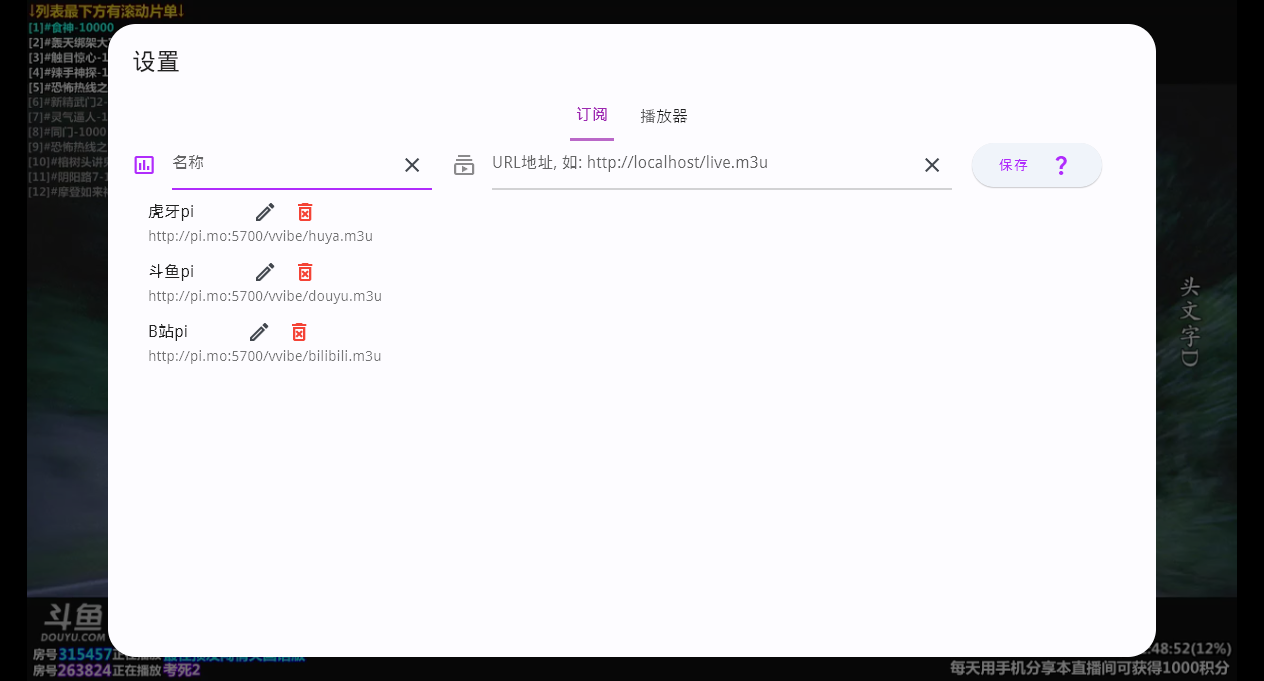 ↓列表最下方有滚动片单↓
[1]#食神-10000
[2]#轰天绑架大
[3]#触目惊心-1
[4]#辣手神探-1
[5]#恐怖热线之
[6]#新精武门2-
[7]#灵气逼人-1
[8]#同门-1000
[9]#恐怖热线之
[10]#榕树头讲
[11]#阴阳路7-1
[12]#摩登如来神
设置
订阅
播放器
名称
URL地址, 如: http://localhost/live.m3u
保存
?
虎牙pi
http://pi.mo:5700/vvibe/huya.m3u
斗鱼pi
http://pi.mo:5700/vvibe/douyu.m3u
B站pi
http://pi.mo:5700/vvibe/bilibili.m3u
头文字D
斗鱼
DOUYU.COM
房号315457正在播放
房号263824正在播放考死2
:48:52(12%)
每天用手机分享本直播间可获得1000积分